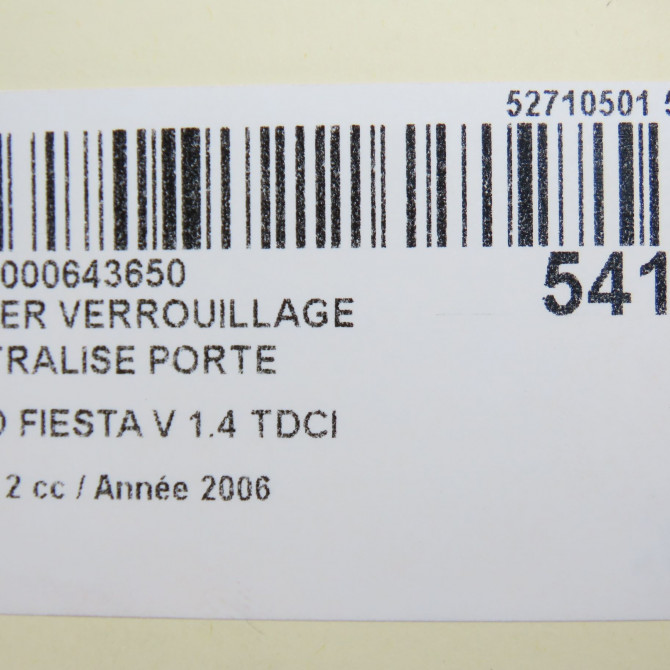 52710501 5
000643650
541
ER VERROUILLAGE
TRALISE PORTE
FIESTA V 1.4 TDCI
2 cc / Année 2006